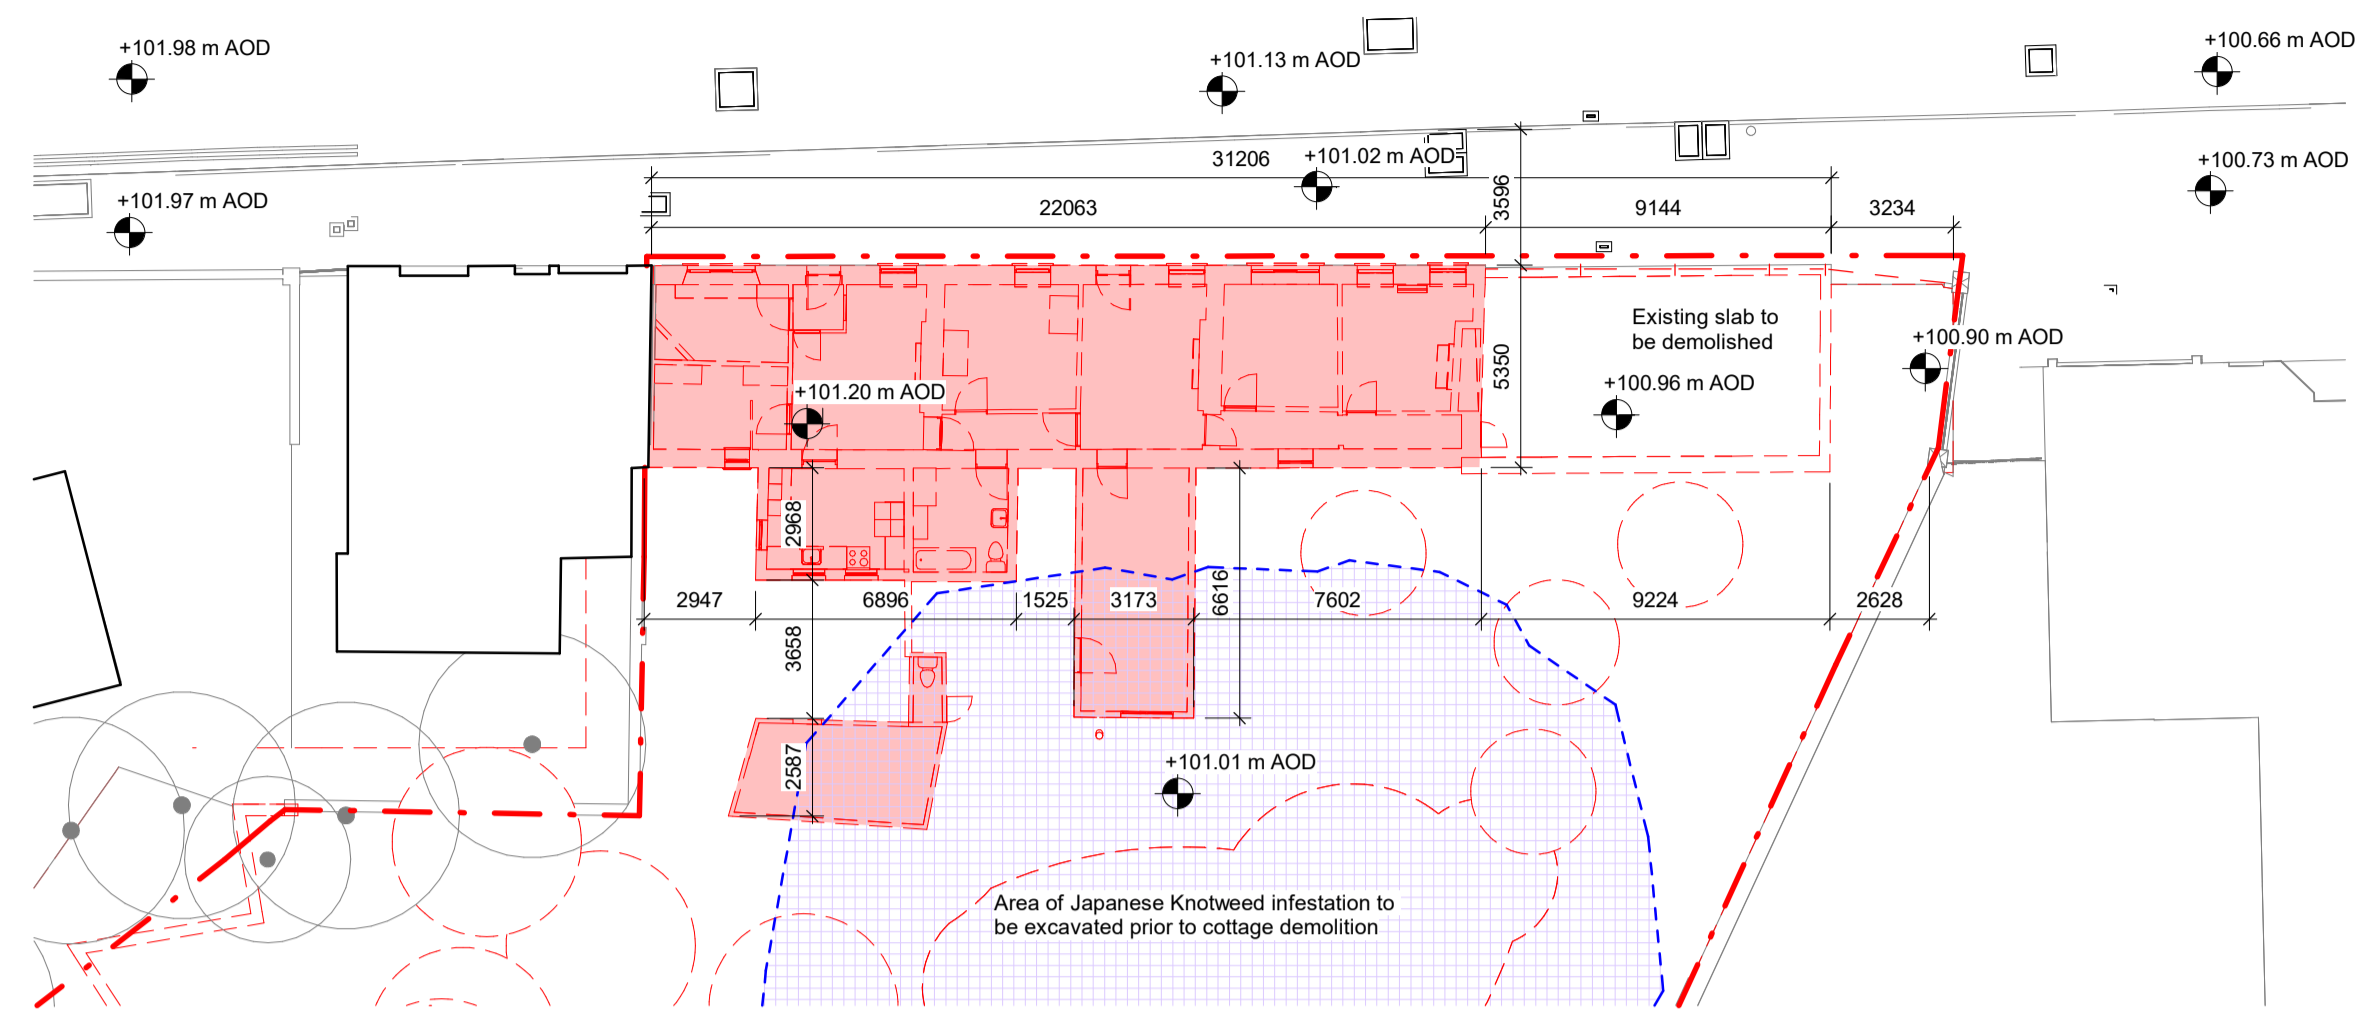 +101.98 m AOD
+101.13 m AOD
+100.66 m AOD
31206
+101.02 m AOD
+100.73 m AOD
+101.97 m AOD
22063
3596
9144
3234
Existing slab to
be demolished
+100.90 m AOD
5350
+100.96 m AOD
+101.20 m AOD
2968
2947
6896
1525
3173
6616
7602
9224
2628
3658
2587
+101.01 m AOD
Area of Japanese Knotweed infestation to
be excavated prior to cottage demolition